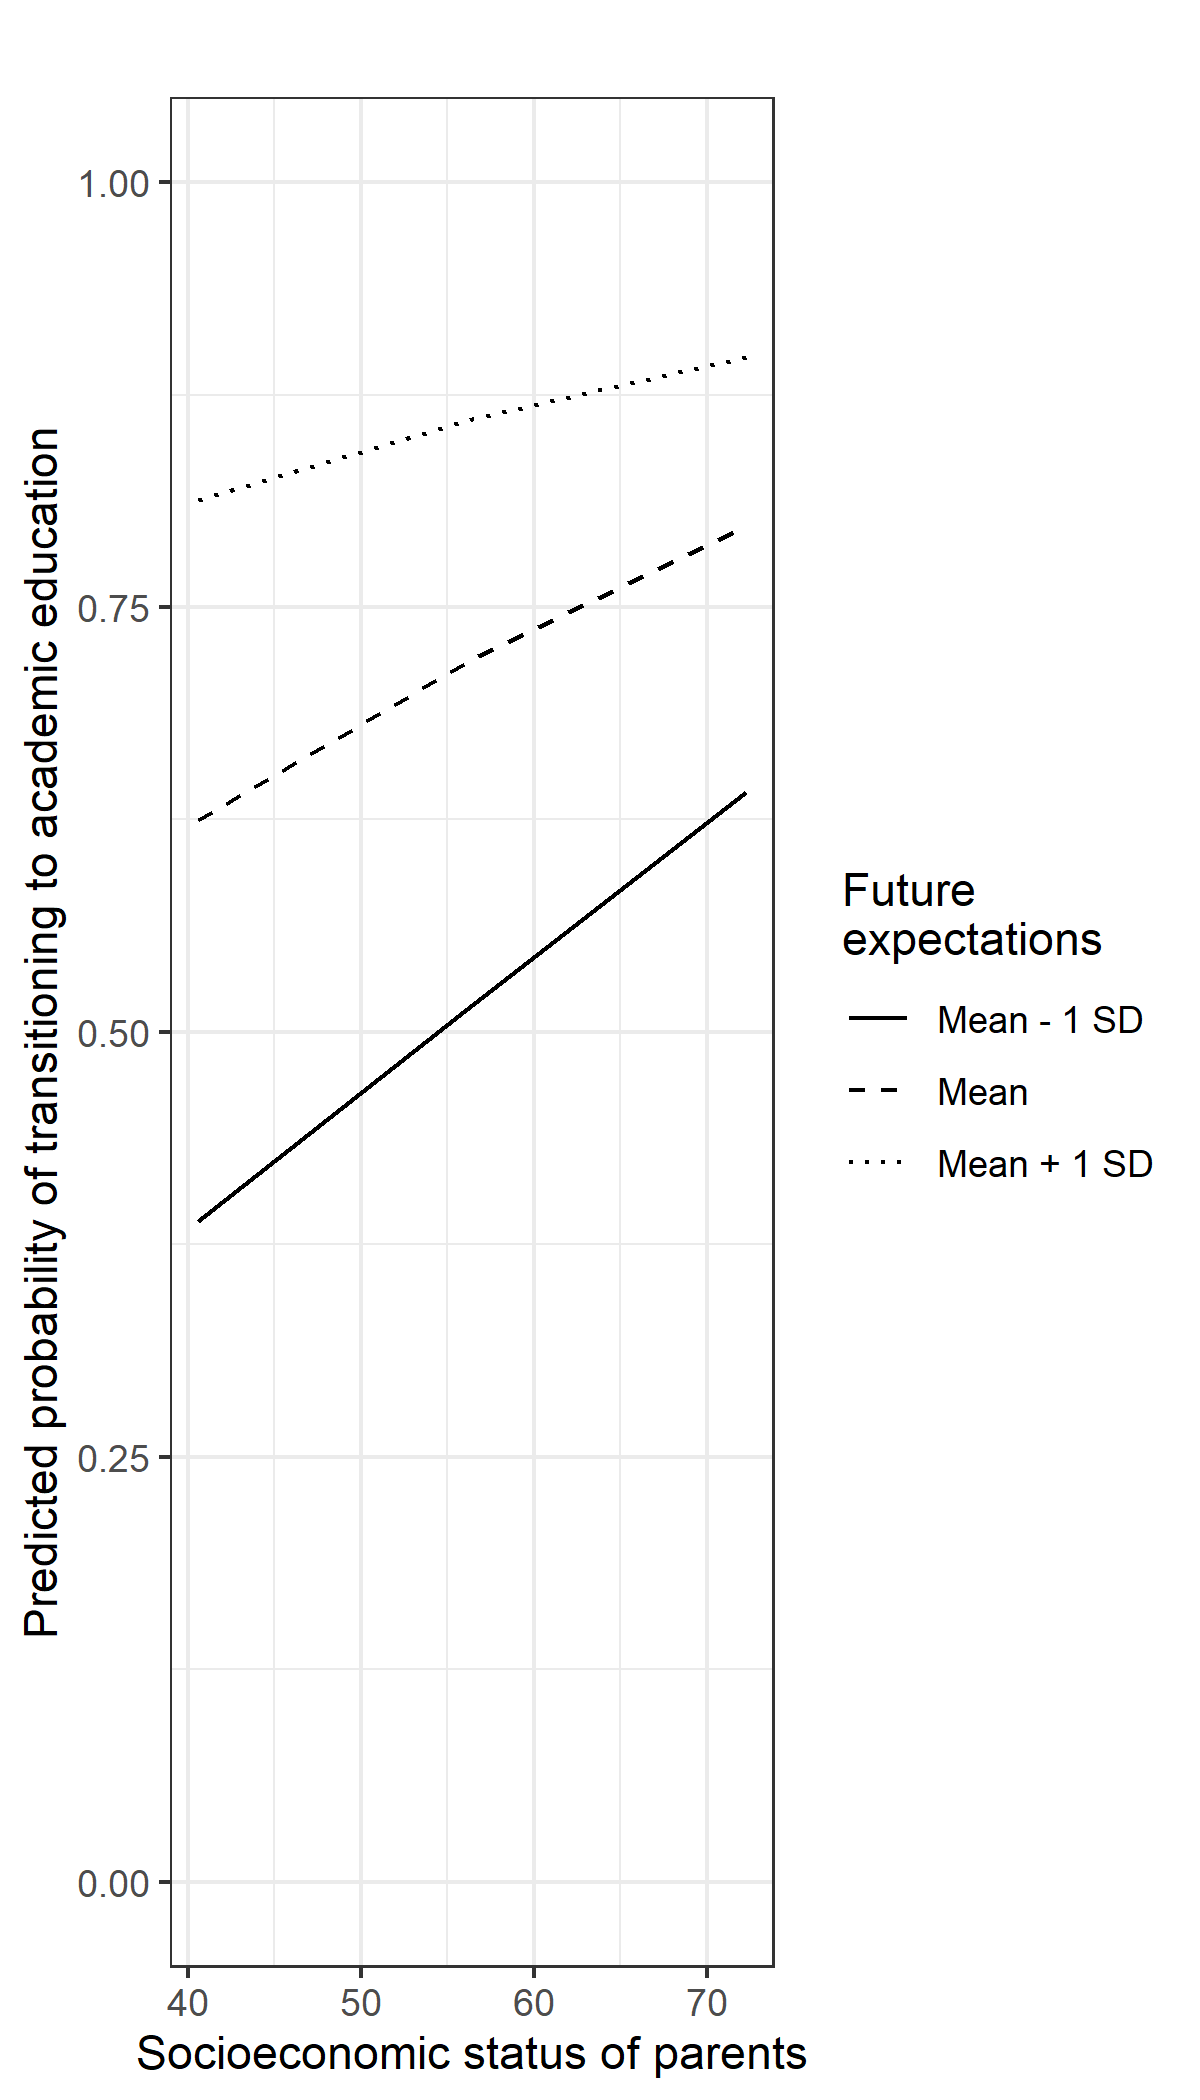 Predicted probability of transitioning to academic education
1.00
0.75
0.50
0.25
0.00
40 50 60 70
Socioeconomic status of parents
Future
expectations
Mean - 1 SD
Mean
Mean + 1 SD